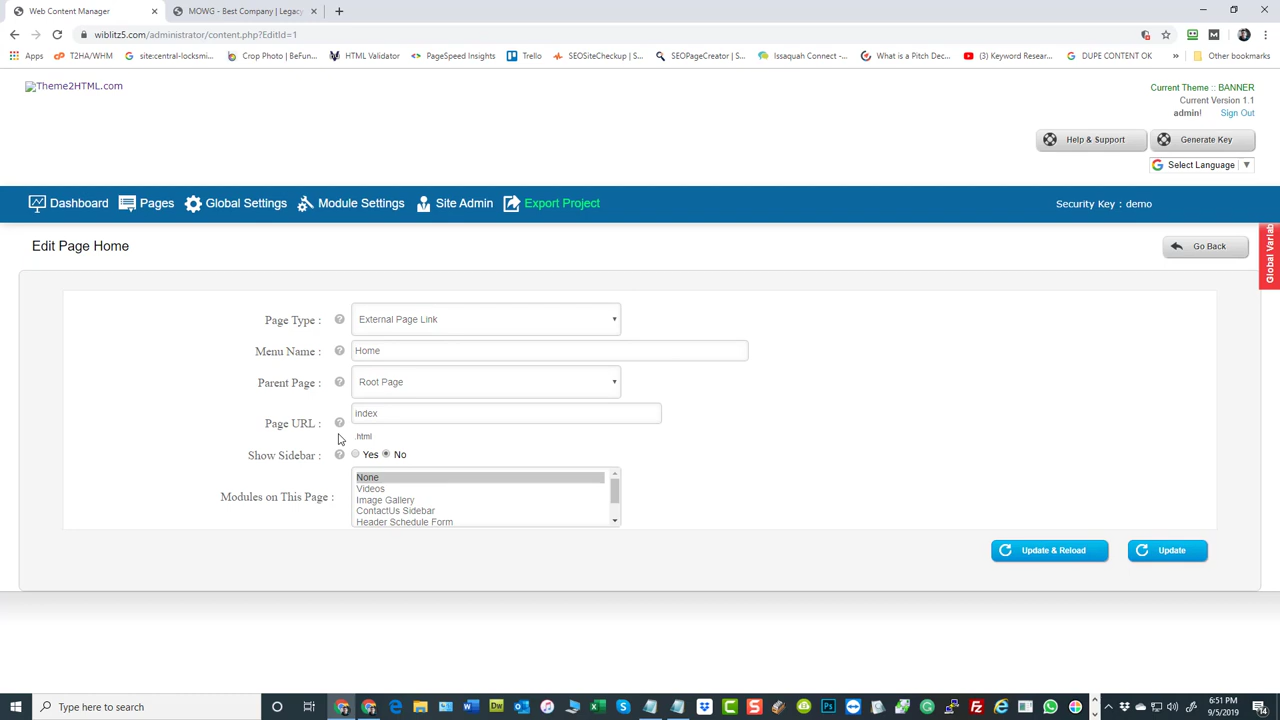 Web Content Manager
MOWG - Best Company | Legacy
wiblitz5.com/administrator/content.php?EditId=1
Apps
T2HA/WHM
site:central-locksmi...
Crop Photo | BeFun...
HTML Validator
PageSpeed Insights
Trello
SEOSiteCheckup | S...
SEOPageCreator | S...
Issaquah Connect -...
What is a Pitch Dec...
(3) Keyword Resear...
DUPE CONTENT OK
Other bookmarks
Theme2HTML.com
Current Theme :: BANNER
Current Version 1.1
admin! Sign Out
Help & Support
Generate Key
Select Language
Dashboard
Pages
Global Settings
Module Settings
Site Admin
Export Project
Security Key : demo
Edit Page Home
Go Back
Global Variab
Page Type :
External Page Link
Menu Name :
Home
Parent Page :
Root Page
Page URL :
index
.html
Show Sidebar :
Yes No
Modules on This Page :
None
Videos
Image Gallery
ContactUs Sidebar
Header Schedule Form
Update & Reload
Update
Type here to search
6:51 PM
9/5/2019